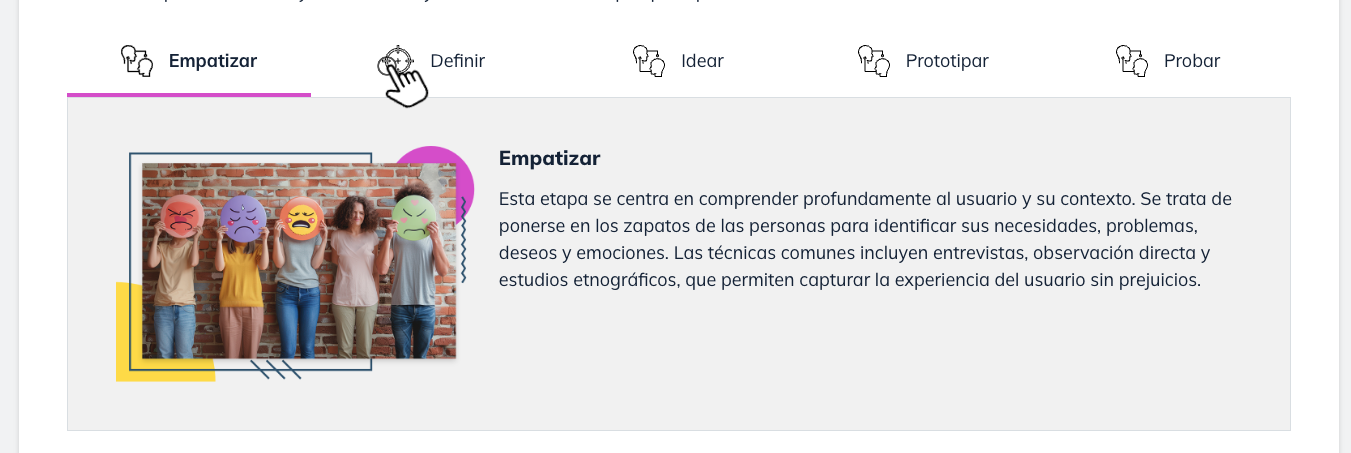 Empatizar
Definir
Idear
Prototipar
Probar
Empatizar
Esta etapa se centra en comprender profundamente al usuario y su contexto. Se trata de
ponerse en los zapatos de las personas para identificar sus necesidades, problemas,
deseos y emociones. Las técnicas comunes incluyen entrevistas, observación directa y
estudios etnográficos, que permiten capturar la experiencia del usuario sin prejuicios.